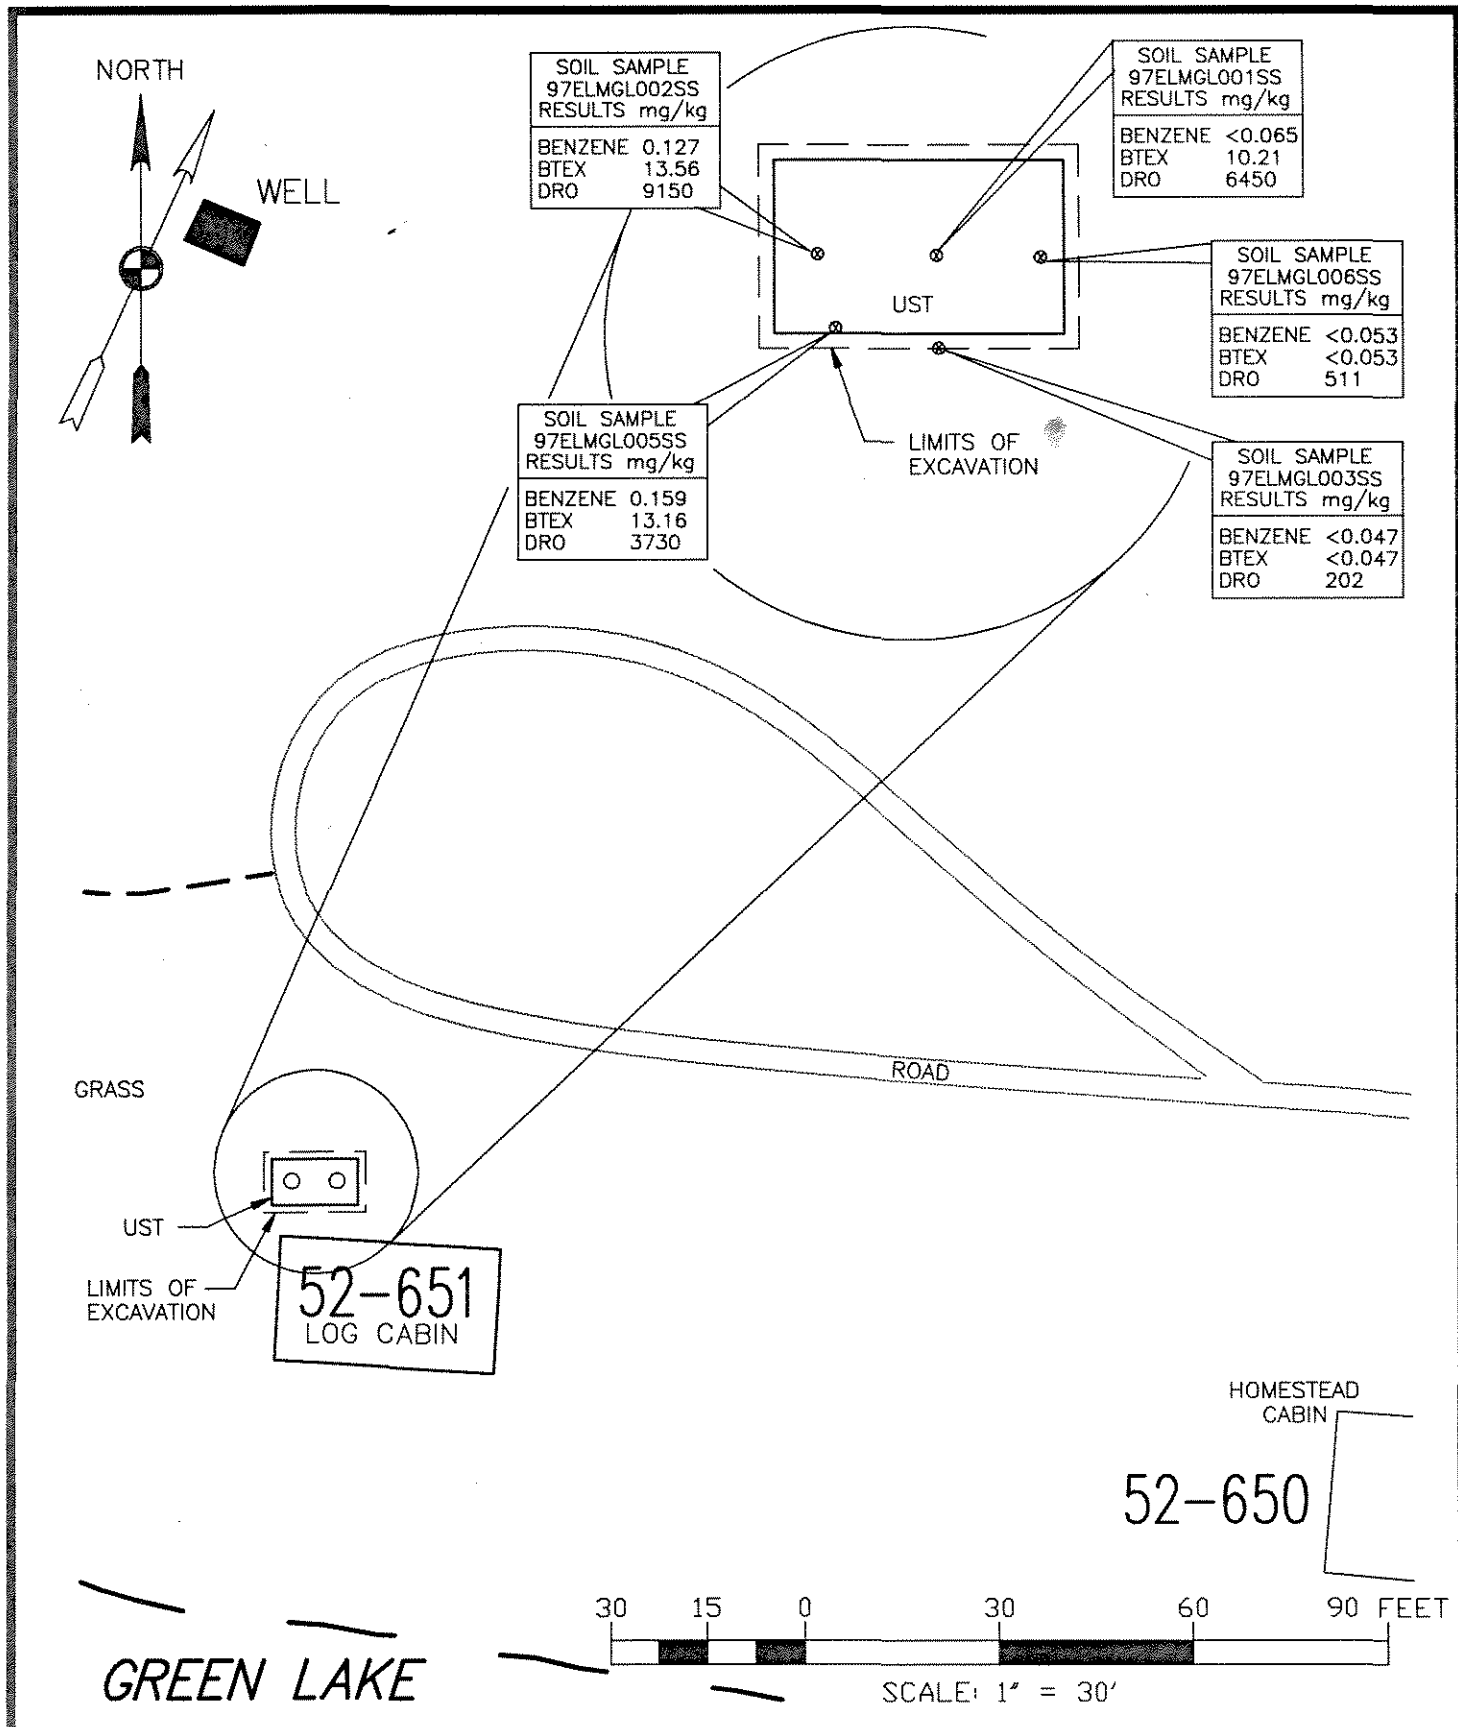 NORTH
WELL
SOIL SAMPLE
97ELMGL002SS
RESULTS mg/kg
BENZENE 0.127
BTEX 13.56
DRO 9150
SOIL SAMPLE
97ELMGL001SS
RESULTS mg/kg
BENZENE <0.065
BTEX 10.21
DRO 6450
SOIL SAMPLE
97ELMGL006SS
RESULTS mg/kg
BENZENE <0.053
BTEX <0.053
DRO 511
UST
SOIL SAMPLE
97ELMGL005SS
RESULTS mg/kg
BENZENE 0.159
BTEX 13.16
DRO 3730
LIMITS OF
EXCAVATION
SOIL SAMPLE
97ELMGL003SS
RESULTS mg/kg
BENZENE <0.047
BTEX <0.047
DRO 202
ROAD
GRASS
UST
LIMITS OF
EXCAVATION
52-651
LOG CABIN
HOMESTEAD
CABIN
52-650
30 15 0 30 60 90 FEET
SCALE: 1" = 30'
GREEN LAKE